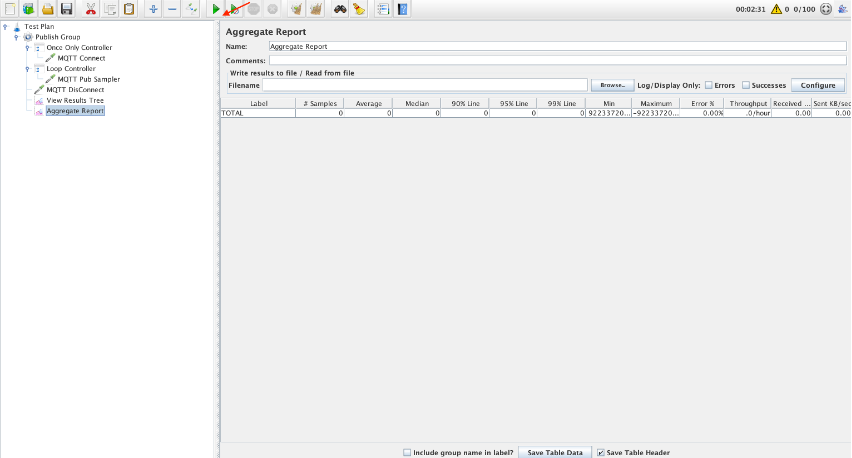 00:02:31 0 0/100
Test Plan
Publish Group
Once Only Controller
MQTT Connect
Loop Controller
MQTT Pub Sampler
MQTT DisConnect
View Results Tree
Aggregate Report
Aggregate Report
Name: Aggregate Report
Comments:
Write results to file / Read from file
Filename Browse... Log/Display Only: Errors Successes Configure
Label # Samples Average Median 90% Line 95% Line 99% Line Min Maximum Error % Throughput Received ... Sent KB/sec
TOTAL 0 0 0 0 0 0 92233720... -92233720... 0.00% .0/hour 0.00 0.00
Include group name in label? Save Table Data Save Table Header